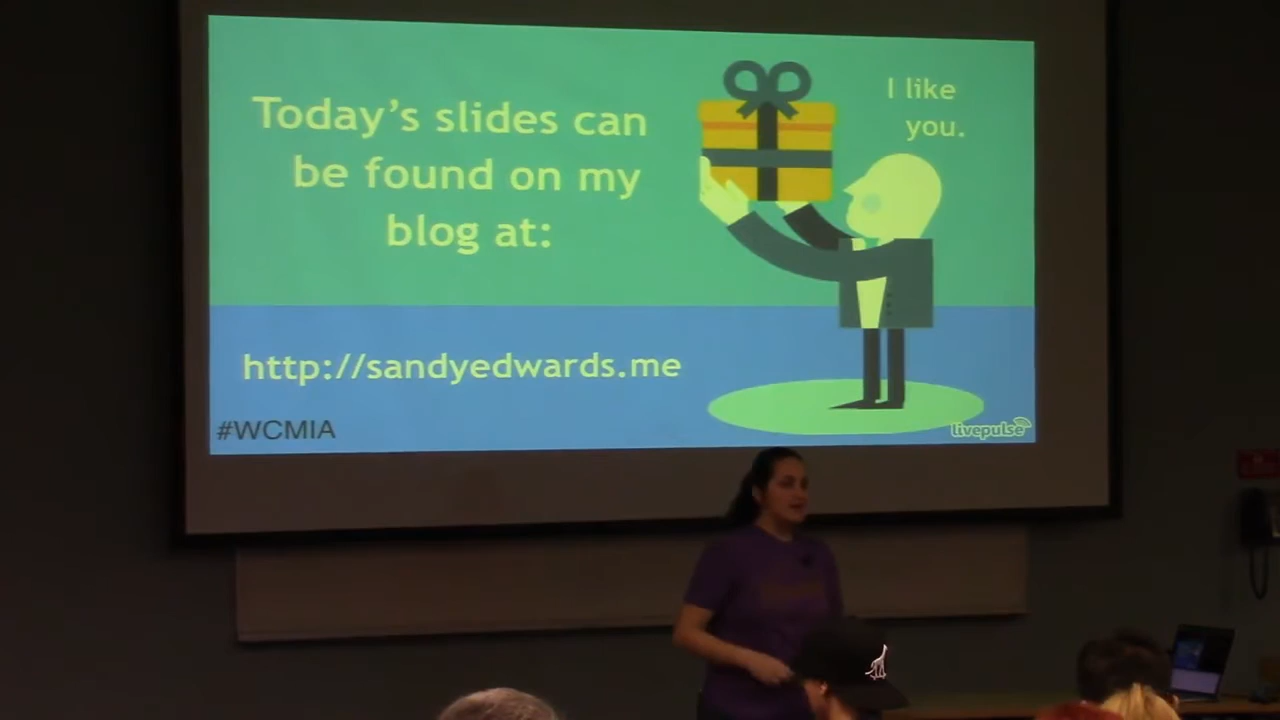 Today's slides can
be found on my
blog at:
I like
you.
http://sandyedwards.me
#WCMIA
livepulse